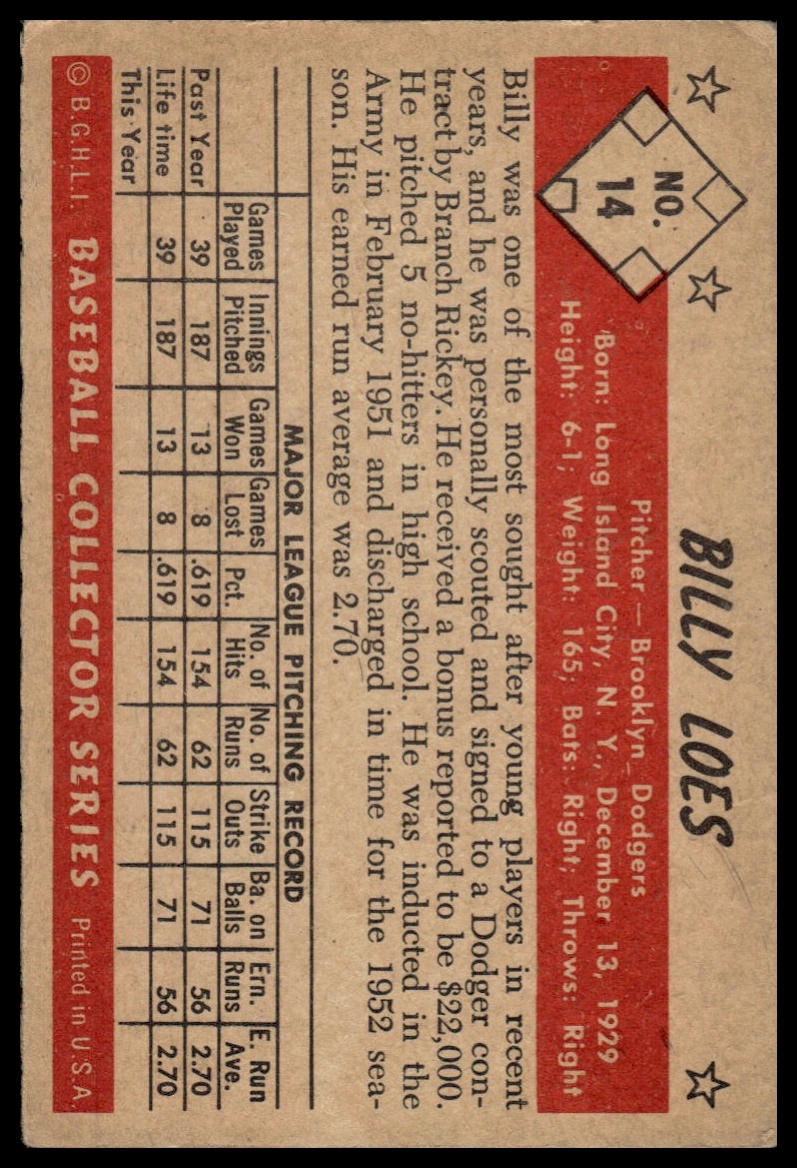 BILLY LOES
NO.
14
Pitcher — Brooklyn Dodgers
Born: Long Island City, N. Y., December 13, 1929
Height: 6-1; Weight: 165; Bats: Right; Throws: Right
Billy was one of the most sought after young players in recent
years, and he was personally scouted and signed to a Dodger con-
tract by Branch Rickey. He received a bonus reported to be $22,000.
He pitched 5 no-hitters in high school. He was inducted in the
Army in February 1951 and discharged in time for the 1952 sea-
son. His earned run average was 2.70.
MAJOR LEAGUE PITCHING RECORD
Games Innings Games Games Pct. No. of No. of Strike Ba. on Ern. E. Run
Played Pitched Won Lost Hits Runs Outs Balls Runs Ave.
Past Year 39 187 13 8 .619 154 62 115 71 56 2.70
Life time 39 187 13 8 .619 154 62 115 71 56 2.70
This Year
© B.G.H.L.I. BASEBALL COLLECTOR SERIES Printed in U.S.A.